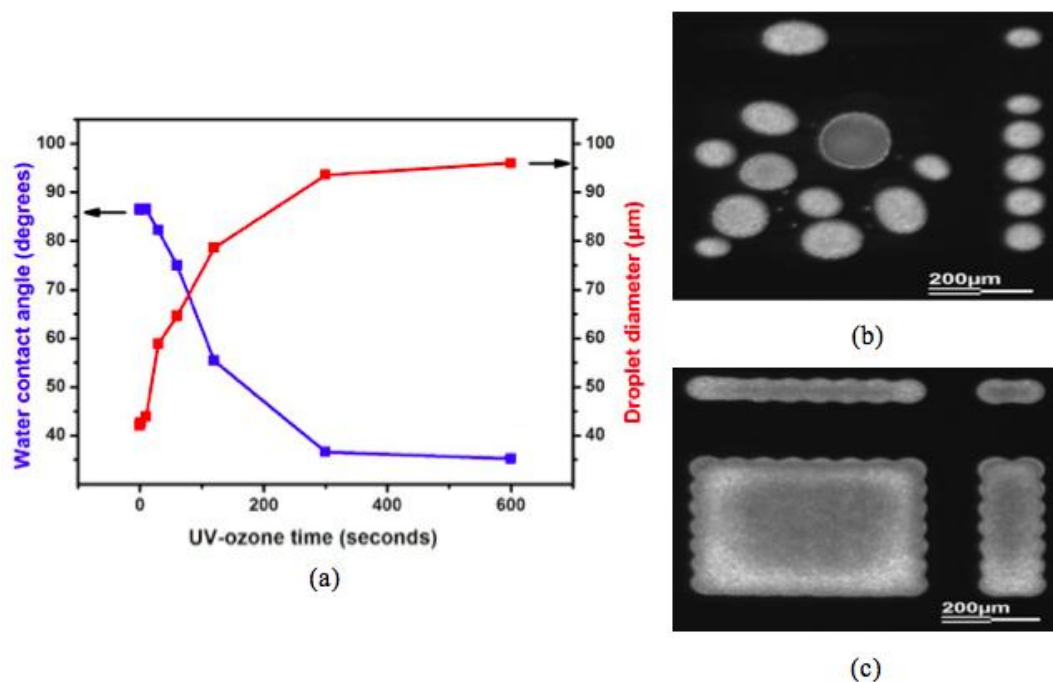 Water contact angle (degrees)
100
90
80
70
60
50
40
100
90
80
70
60
50
40
Droplet diameter (µm)
0
200
400
600
UV-ozone time (seconds)
(a)
200µm
(b)
200µm
(c)